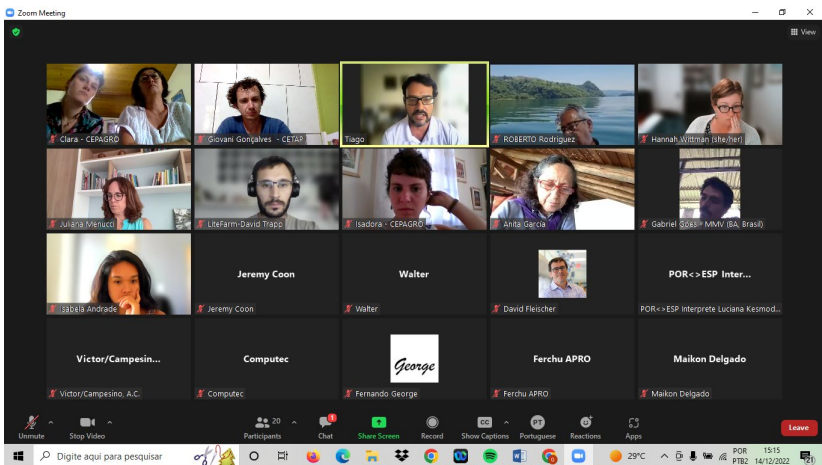 Zoom Meeting
View
Clara - CEPAGRO
Giovani Gonçalves - CETAP
Tiago
ROBERTO Rodriguez
Hannah Wittman (she/her)
Juliana Menucci
LiteFarm-David Trapp
Isadora - CEPAGRO
Anita García
Gabriel Góes - MMV (BA, Brasil)
Isabela Andrade
Jeremy Coon
Jeremy Coon
Walter
Walter
David Fleischer
POR<>ESP Inter...
POR<>ESP Interprete Luciana Kesmod...
Victor/Campesin...
Victor/Campesino, A.C.
Computec
Computec
George
Fernando George
Ferchu APRO
Ferchu APRO
Maikon Delgado
Maikon Delgado
Unmute
Stop Video
20
Participants
1
Chat
Share Screen
Record
CC
Show Captions
PT
Portuguese
Reactions
Apps
Leave
Digite aqui para pesquisar
29°C
POR
PTB2
15:15
14/12/2022
21